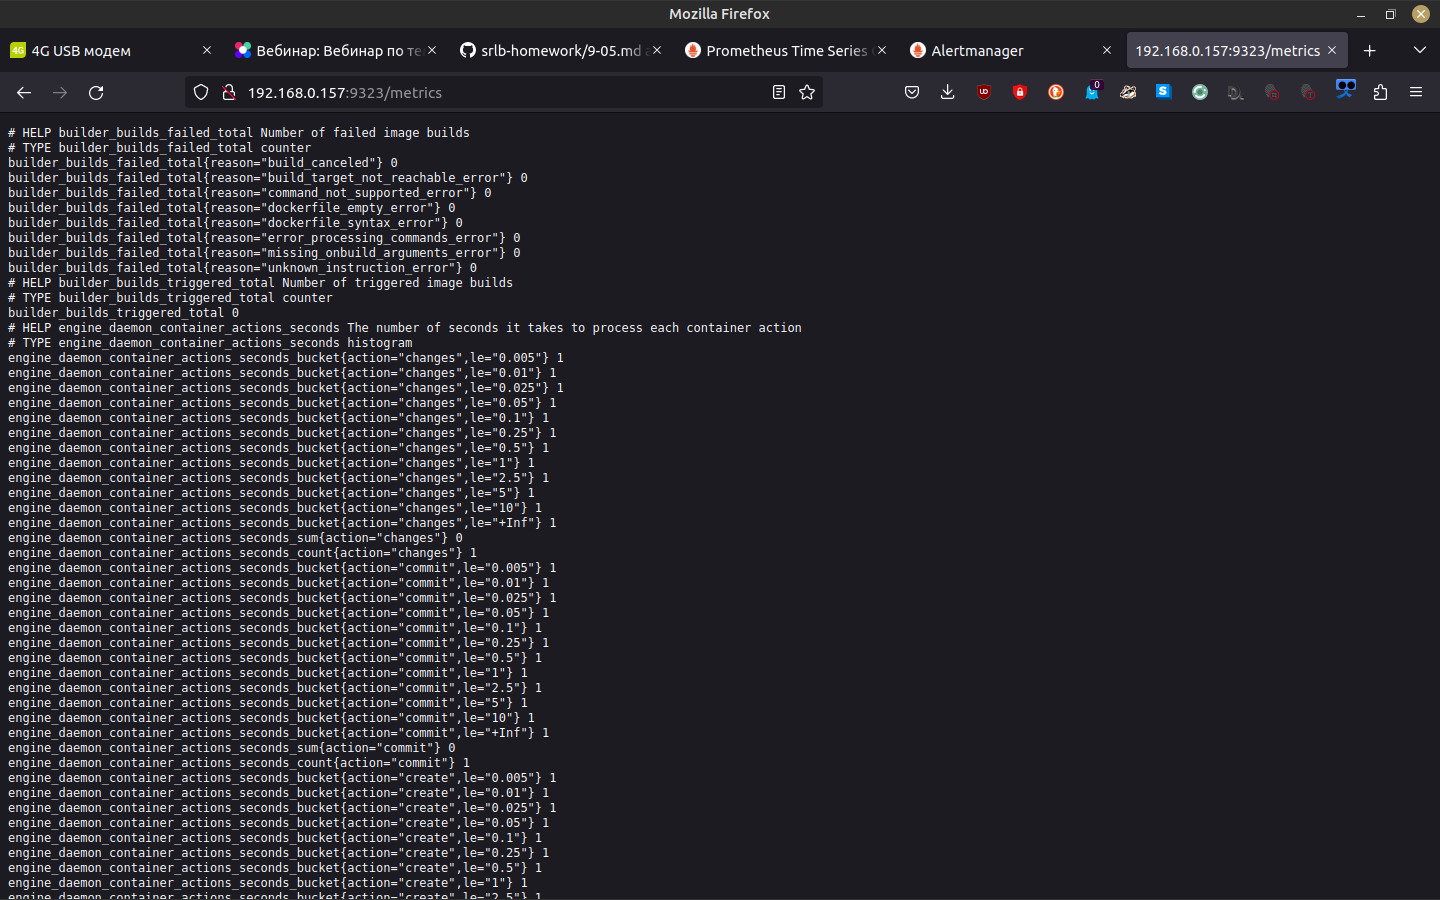 Mozilla Firefox
4G USB модем
Вебинар: Вебинар по те
srlb-homework/9-05.md a
Prometheus Time Series C
Alertmanager
192.168.0.157:9323/metrics
192.168.0.157:9323/metrics
0
# HELP builder_builds_failed_total Number of failed image builds
# TYPE builder_builds_failed_total counter
builder_builds_failed_total{reason="build_canceled"} 0
builder_builds_failed_total{reason="build_target_not_reachable_error"} 0
builder_builds_failed_total{reason="command_not_supported_error"} 0
builder_builds_failed_total{reason="dockerfile_empty_error"} 0
builder_builds_failed_total{reason="dockerfile_syntax_error"} 0
builder_builds_failed_total{reason="error_processing_commands_error"} 0
builder_builds_failed_total{reason="missing_onbuild_arguments_error"} 0
builder_builds_failed_total{reason="unknown_instruction_error"} 0
# HELP builder_builds_triggered_total Number of triggered image builds
# TYPE builder_builds_triggered_total counter
builder_builds_triggered_total 0
# HELP engine_daemon_container_actions_seconds The number of seconds it takes to process each container action
# TYPE engine_daemon_container_actions_seconds histogram
engine_daemon_container_actions_seconds_bucket{action="changes",le="0.005"} 1
engine_daemon_container_actions_seconds_bucket{action="changes",le="0.01"} 1
engine_daemon_container_actions_seconds_bucket{action="changes",le="0.025"} 1
engine_daemon_container_actions_seconds_bucket{action="changes",le="0.05"} 1
engine_daemon_container_actions_seconds_bucket{action="changes",le="0.1"} 1
engine_daemon_container_actions_seconds_bucket{action="changes",le="0.25"} 1
engine_daemon_container_actions_seconds_bucket{action="changes",le="0.5"} 1
engine_daemon_container_actions_seconds_bucket{action="changes",le="1"} 1
engine_daemon_container_actions_seconds_bucket{action="changes",le="2.5"} 1
engine_daemon_container_actions_seconds_bucket{action="changes",le="5"} 1
engine_daemon_container_actions_seconds_bucket{action="changes",le="10"} 1
engine_daemon_container_actions_seconds_bucket{action="changes",le="+Inf"} 1
engine_daemon_container_actions_seconds_sum{action="changes"} 0
engine_daemon_container_actions_seconds_count{action="changes"} 1
engine_daemon_container_actions_seconds_bucket{action="commit",le="0.005"} 1
engine_daemon_container_actions_seconds_bucket{action="commit",le="0.01"} 1
engine_daemon_container_actions_seconds_bucket{action="commit",le="0.025"} 1
engine_daemon_container_actions_seconds_bucket{action="commit",le="0.05"} 1
engine_daemon_container_actions_seconds_bucket{action="commit",le="0.1"} 1
engine_daemon_container_actions_seconds_bucket{action="commit",le="0.25"} 1
engine_daemon_container_actions_seconds_bucket{action="commit",le="0.5"} 1
engine_daemon_container_actions_seconds_bucket{action="commit",le="1"} 1
engine_daemon_container_actions_seconds_bucket{action="commit",le="2.5"} 1
engine_daemon_container_actions_seconds_bucket{action="commit",le="5"} 1
engine_daemon_container_actions_seconds_bucket{action="commit",le="10"} 1
engine_daemon_container_actions_seconds_bucket{action="commit",le="+Inf"} 1
engine_daemon_container_actions_seconds_sum{action="commit"} 0
engine_daemon_container_actions_seconds_count{action="commit"} 1
engine_daemon_container_actions_seconds_bucket{action="create",le="0.005"} 1
engine_daemon_container_actions_seconds_bucket{action="create",le="0.01"} 1
engine_daemon_container_actions_seconds_bucket{action="create",le="0.025"} 1
engine_daemon_container_actions_seconds_bucket{action="create",le="0.05"} 1
engine_daemon_container_actions_seconds_bucket{action="create",le="0.1"} 1
engine_daemon_container_actions_seconds_bucket{action="create",le="0.25"} 1
engine_daemon_container_actions_seconds_bucket{action="create",le="0.5"} 1
engine_daemon_container_actions_seconds_bucket{action="create",le="1"} 1
engine_daemon_container_actions_seconds_bucket{action="create",le="2.5"} 1